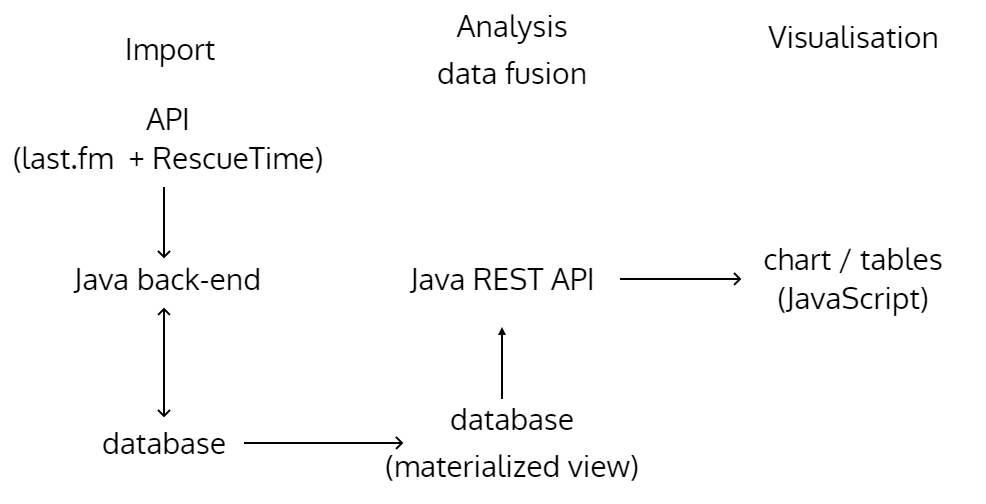 Import
Analysis
data fusion
Visualisation
API
(last.fm + RescueTime)
Java back-end
database
Java REST API
database
(materialized view)
chart / tables
(JavaScript)